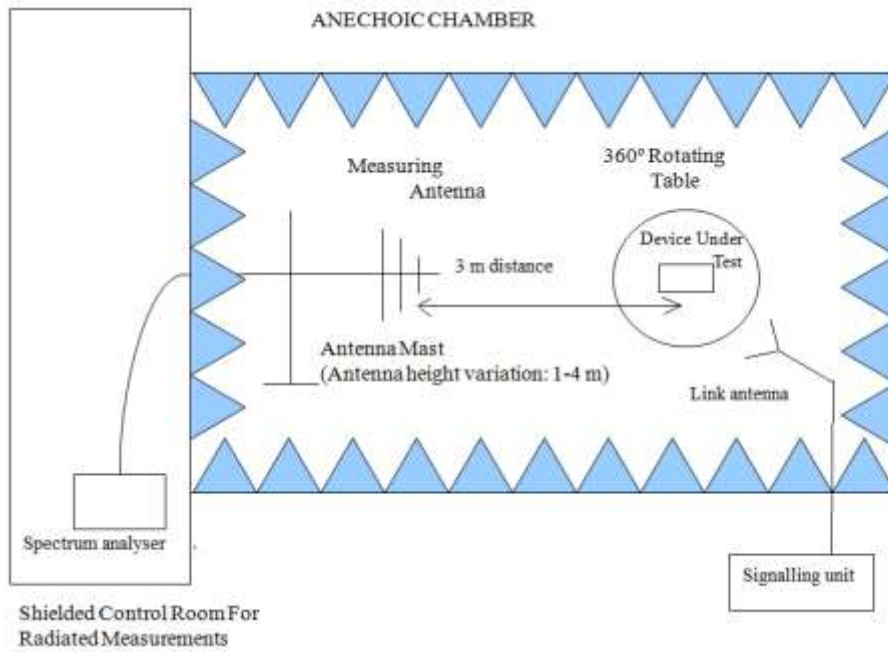 ANECHOIC CHAMBER
Measuring
Antenna
360º Rotating
Table
Device Under
Test
3 m distance
Antenna Mast
(Antenna height variation: 1-4 m)
Link antenna
Spectrum analyser
Signalling unit
Shielded Control Room For
Radiated Measurements